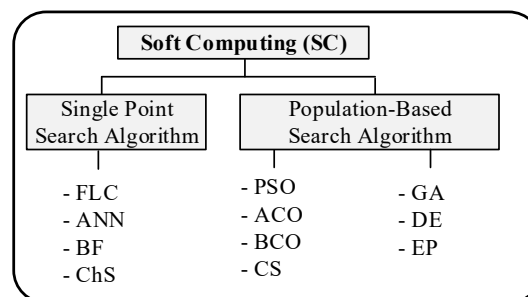 Soft Computing (SC)
Single Point
Search Algorithm
- FLC
- ANN
- BF
- ChS
Population-Based
Search Algorithm
- PSO
- ACO
- BCO
- CS
- GA
- DE
- EP